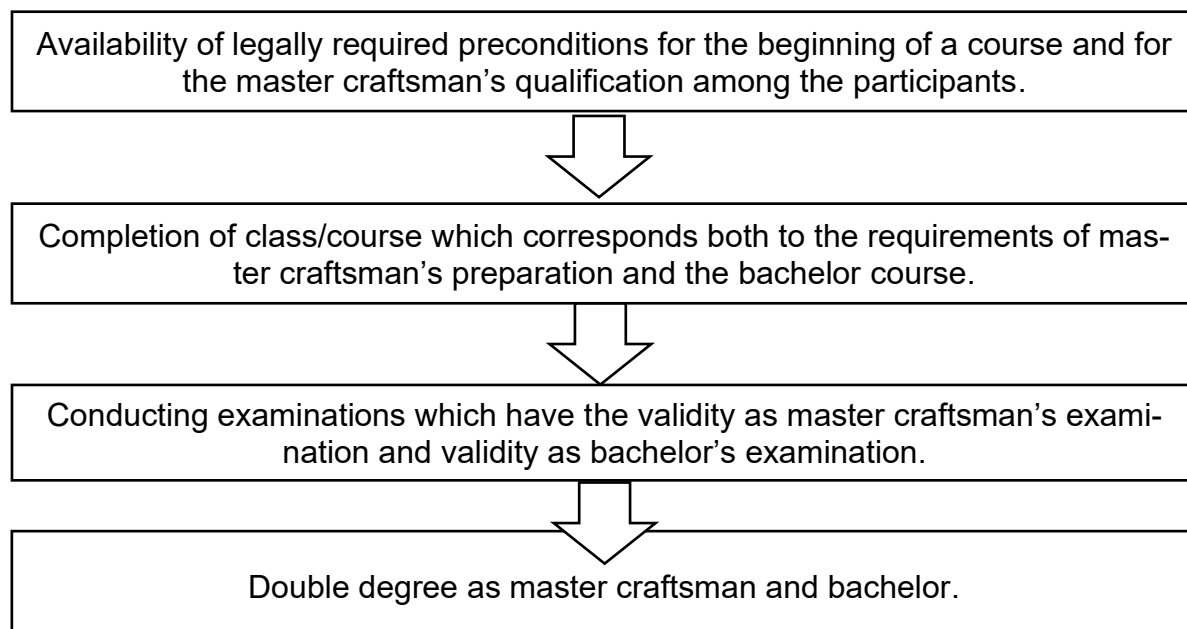 Availability of legally required preconditions for the beginning of a course and for
the master craftsman’s qualification among the participants.
Completion of class/course which corresponds both to the requirements of mas-
ter craftsman’s preparation and the bachelor course.
Conducting examinations which have the validity as master craftsman’s exami-
nation and validity as bachelor’s examination.
Double degree as master craftsman and bachelor.